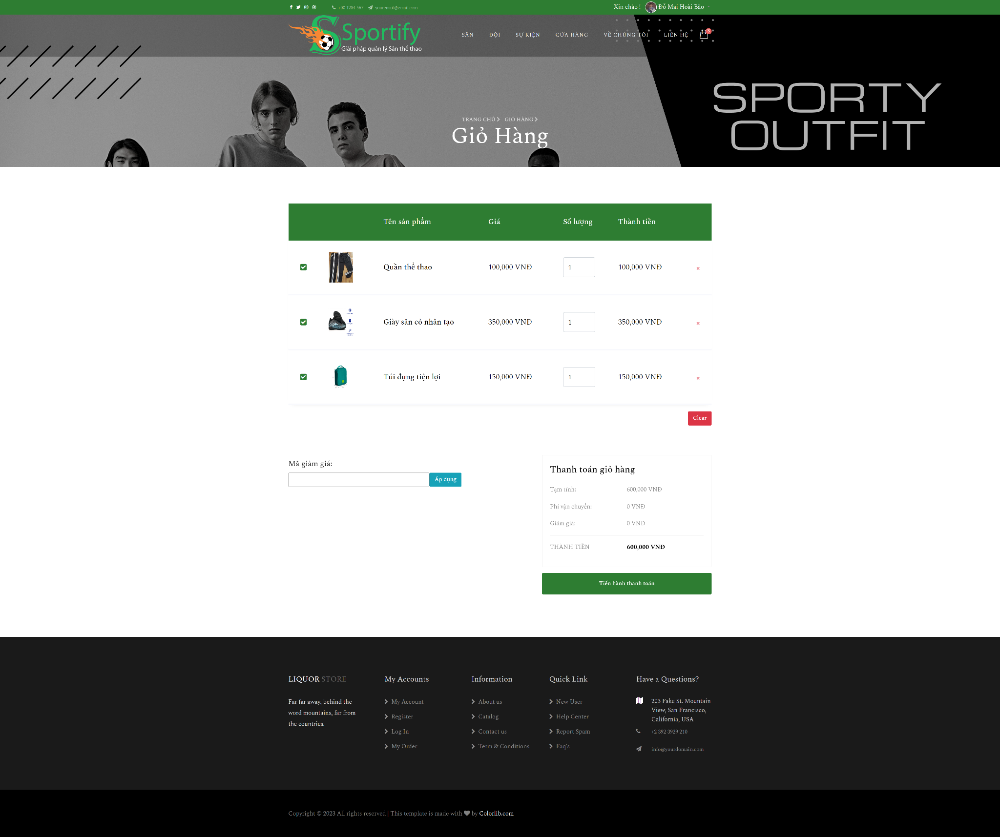 +00 1234 567 youremail@email.com Xin chào ! Đỗ Mai Hoài Bão
Sportify
Giải pháp quản lý Sân thể thao
SÂN ĐỘI SỰ KIỆN CỬA HÀNG VỀ CHÚNG TÔI LIÊN HỆ 3
SPORTY
OUTFIT
TRANG CHỦ GIỎ HÀNG
Giỏ Hàng
Tên sản phẩm Giá Số lượng Thành tiền
Quần thể thao 100,000 VNĐ 1 100,000 VNĐ
Giày sân cỏ nhân tạo 350,000 VNĐ 1 350,000 VNĐ
Túi đựng tiện lợi 150,000 VNĐ 1 150,000 VNĐ
Clear
Mã giảm giá:
Áp dụng
Thanh toán giỏ hàng
Tạm tính: 600,000 VNĐ
Phí vận chuyển: 0 VNĐ
Giảm giá: 0 VNĐ
THÀNH TIỀN 600,000 VNĐ
Tiến hành thanh toán
LIQUOR STORE
Far far away, behind the
word mountains, far from
the countries.
My Accounts
My Account
Register
Log In
My Order
Information
About us
Catalog
Contact us
Term & Conditions
Quick Link
New User
Help Center
Report Spam
Faq's
Have a Questions?
203 Fake St. Mountain
View, San Francisco,
California, USA
+2 392 3929 210
info@yourdomain.com
Copyright © 2023 All rights reserved | This template is made with by Colorlib.com